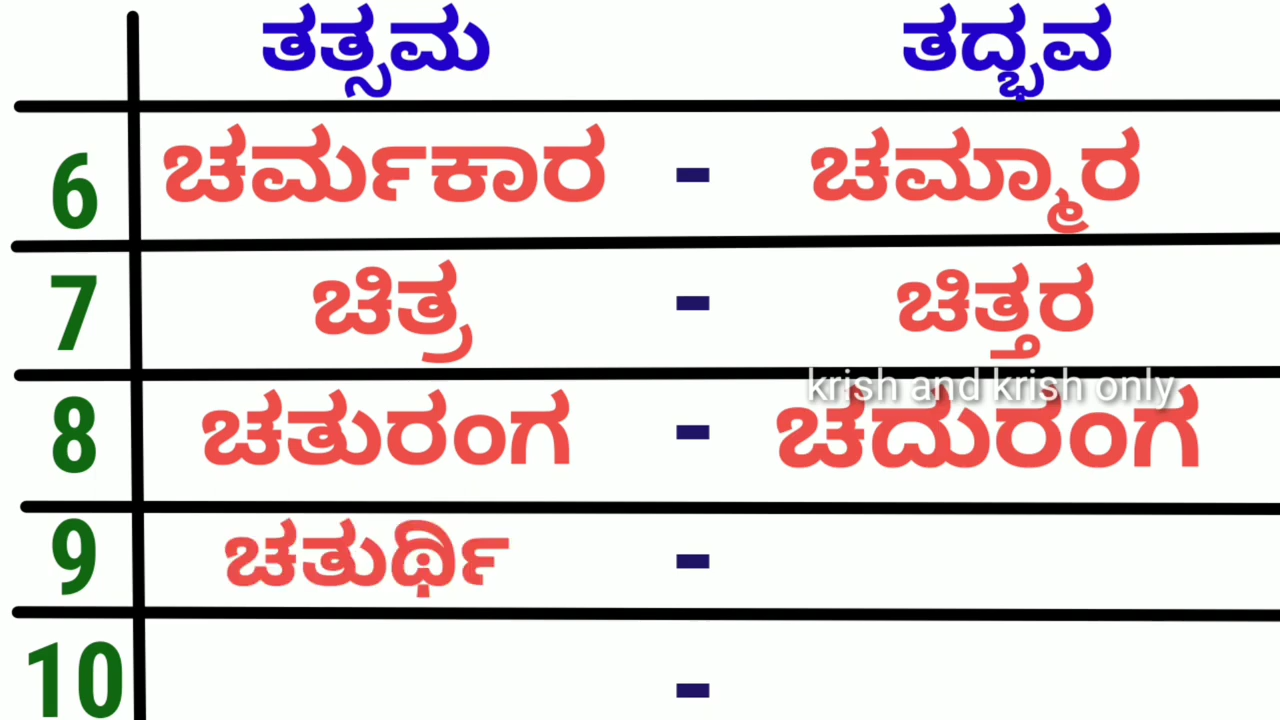 ತತ್ಸಮ ತದ್ಭವ
6 ಚರ್ಮಕಾರ - ಚಮ್ಮಾರ
7 ಚಿತ್ರ - ಚಿತ್ತರ
krish and krish only
8 ಚತುರಂಗ - ಚದುರಂಗ
9 ಚತುರ್ಥಿ -
10 -